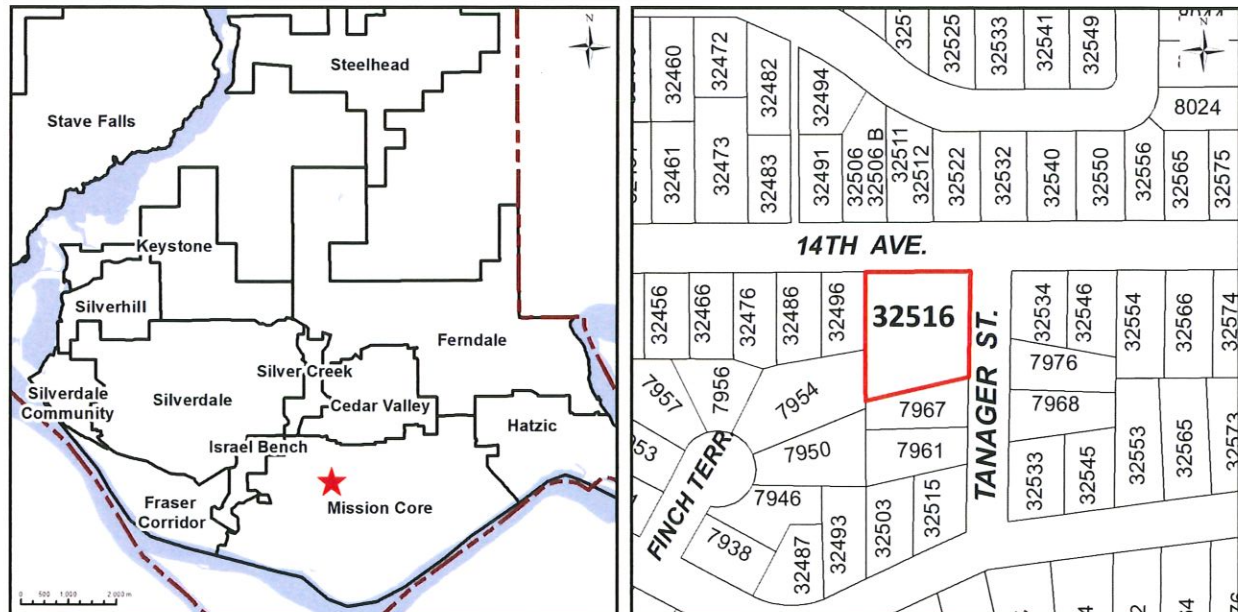 N
Steelhead
Stave Falls
Keystone
Silverhill
Ferndale
Silver Creek
Silverdale
Community
Silverdale
Cedar Valley
Hatzic
Israel Bench
Fraser
Corridor
Mission Core
0 500 1 000 2 000 m
N
32525
32533
32541
32549
32460
32472
32482
32494
8024
32461
32473
32483
32491
32506
32506 B
32511
32512
32522
32532
32540
32550
32556
32565
32575
14TH AVE.
32456
32466
32476
32486
32496
32516
TANAGER ST.
32534
32546
32554
32566
32574
7976
7957
7956
7954
7967
7968
7950
7961
32533
32545
32553
32565
32573
FINCH TERR.
7946
7938
32487
32493
32503
32515